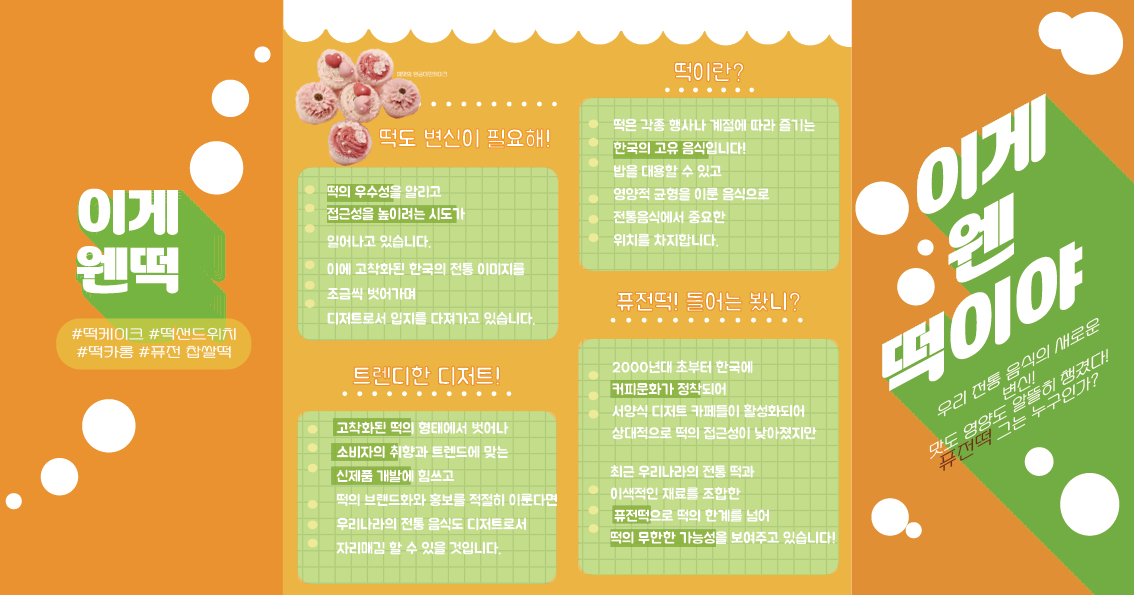 이게
웬떡
#떡케이크 #떡샌드위치
#떡카롱 #퓨전 찹쌀떡
떡도 변신이 필요해!
떡의 우수성을 알리고
접근성을 높이려는 시도가
일어나고 있습니다.
이에 고착화된 한국의 전통 이미지를
조금씩 벗어가며
디저트로서 입지를 다져가고 있습니다.
트렌디한 디저트!
고착화된 떡의 형태에서 벗어나
소비자의 취향과 트렌드에 맞는
신제품 개발에 힘쓰고
떡의 브랜드화와 홍보를 적절히 이룬다면
우리나라의 전통 음식도 디저트로서
자리매김 할 수 있을 것입니다.
떡이란?
떡은 각종 행사나 계절에 따라 즐기는
한국의 고유 음식입니다!
밥을 대용할 수 있고
영양적 균형을 이룬 음식으로
전통음식에서 중요한
위치를 차지합니다.
퓨전떡! 들어는 봤니?
2000년대 초부터 한국에
커피문화가 정착되어
서양식 디저트 카페들이 활성화되어
상대적으로 떡의 접근성이 낮아졌지만
최근 우리나라의 전통 떡과
이색적인 재료를 조합한
퓨전떡으로 떡의 한계를 넘어
떡의 무한한 가능성을 보여주고 있습니다!
이게
웬
떡이야
우리 전통 음식의 새로운
변신!
맛도 영양도 알뜰히 챙겼다!
퓨전떡 그는 누구인가?